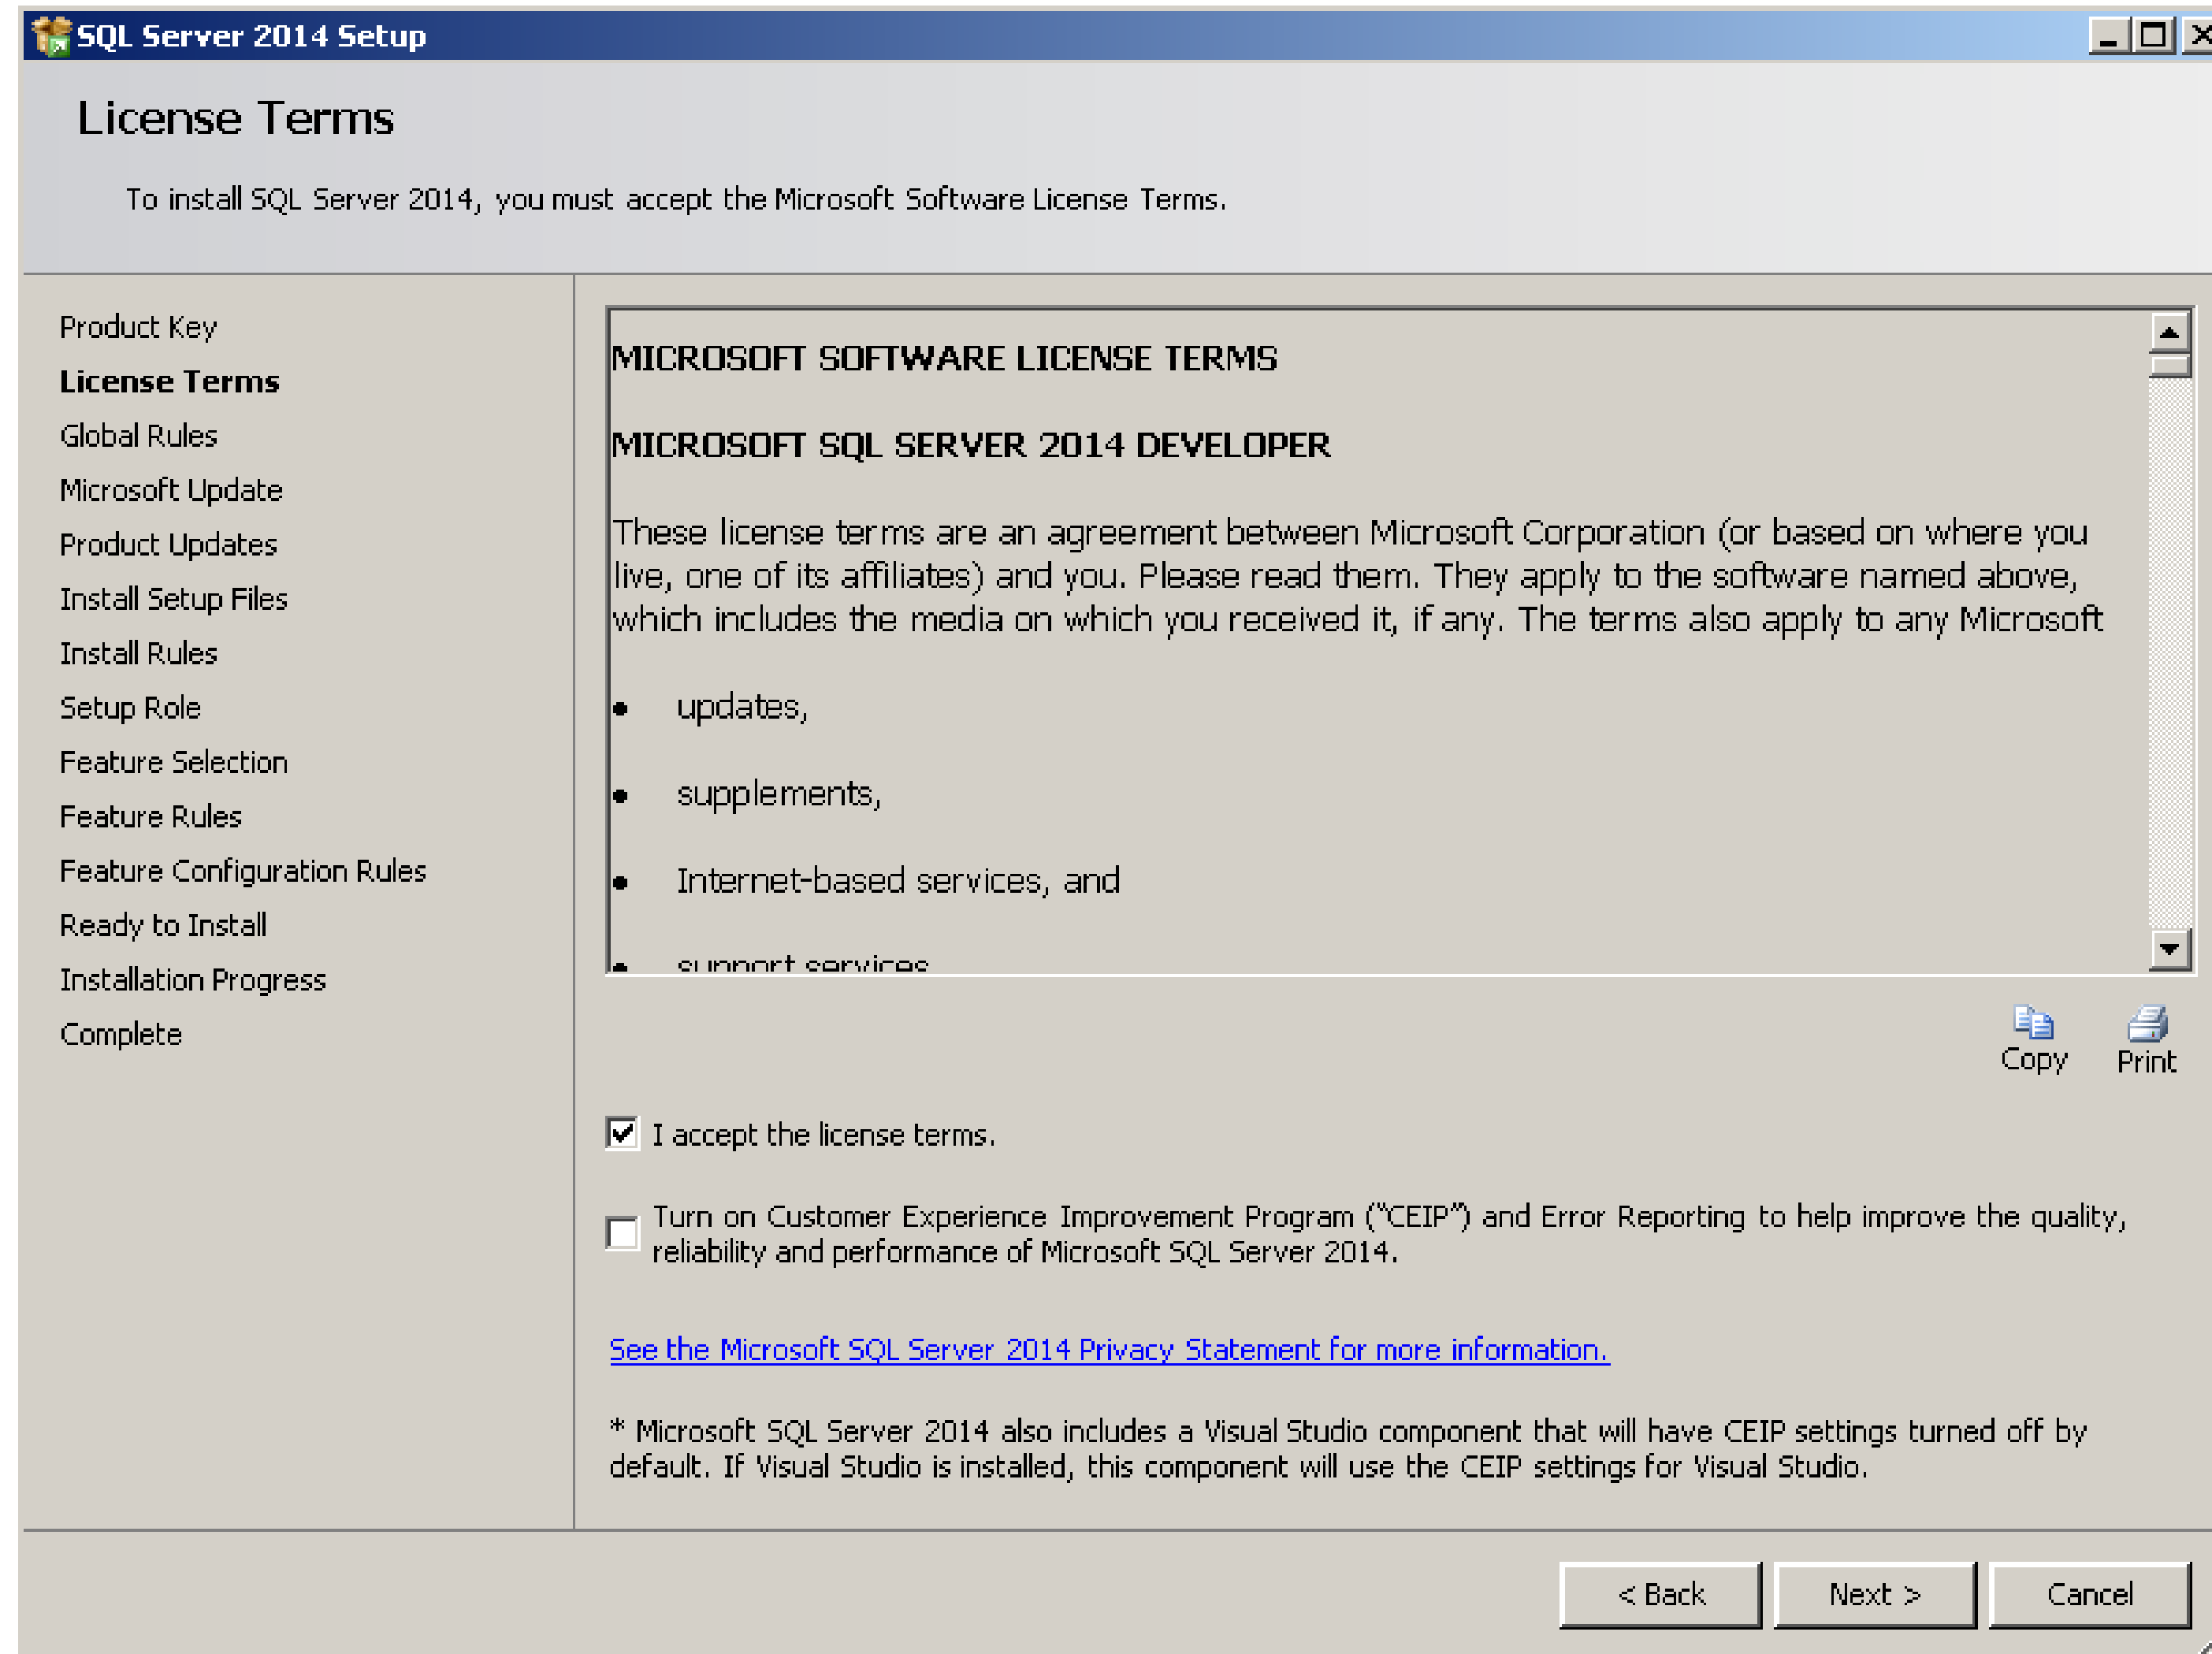 SQL Server 2014 Setup
License Terms
To install SQL Server 2014, you must accept the Microsoft Software License Terms.
Product Key
License Terms
Global Rules
Microsoft Update
Product Updates
Install Setup Files
Install Rules
Setup Role
Feature Selection
Feature Rules
Feature Configuration Rules
Ready to Install
Installation Progress
Complete
MICROSOFT SOFTWARE LICENSE TERMS
MICROSOFT SQL SERVER 2014 DEVELOPER
These license terms are an agreement between Microsoft Corporation (or based on where you
live, one of its affiliates) and you. Please read them. They apply to the software named above,
which includes the media on which you received it, if any. The terms also apply to any Microsoft
• updates,
• supplements,
• Internet-based services, and
• support services
Copy
Print
I accept the license terms.
Turn on Customer Experience Improvement Program ("CEIP") and Error Reporting to help improve the quality,
reliability and performance of Microsoft SQL Server 2014.
See the Microsoft SQL Server 2014 Privacy Statement for more information.
* Microsoft SQL Server 2014 also includes a Visual Studio component that will have CEIP settings turned off by
default. If Visual Studio is installed, this component will use the CEIP settings for Visual Studio.
< Back
Next >
Cancel